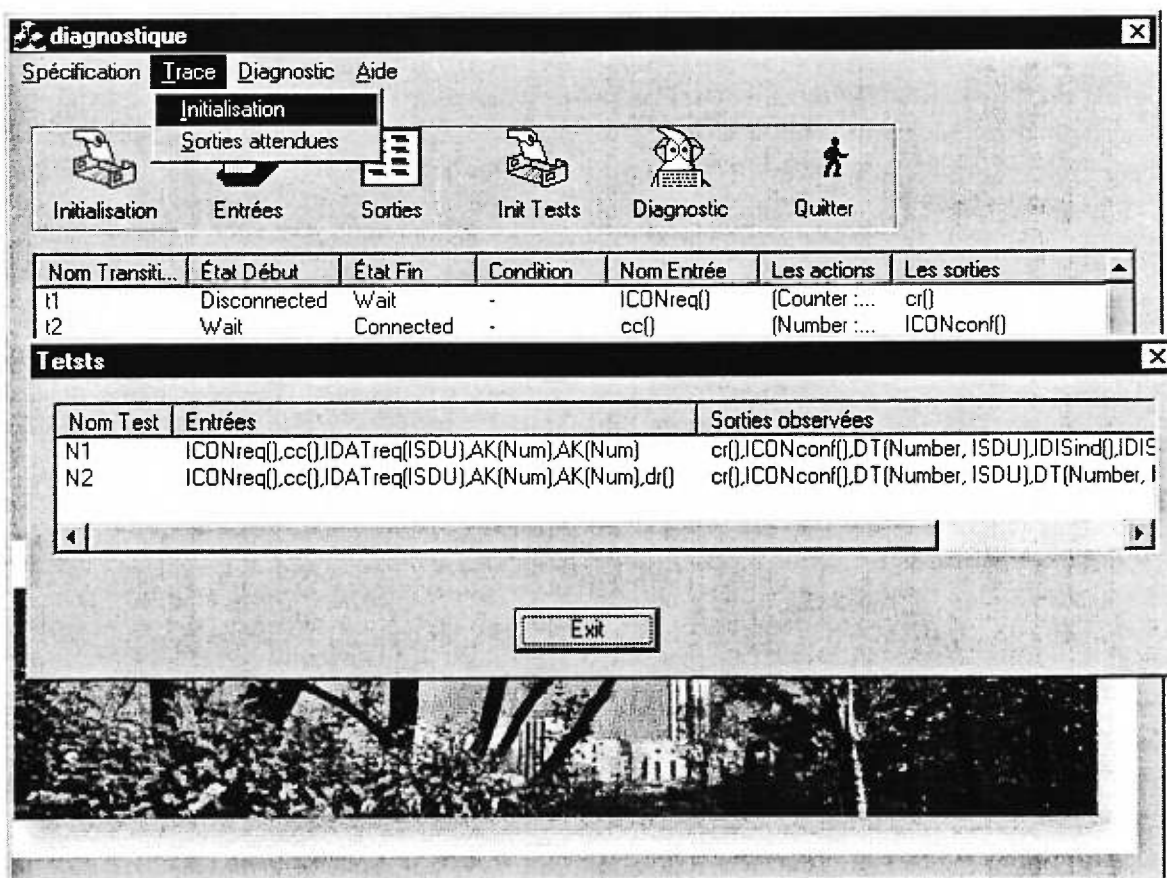 diagnostique
Spécification Trace Diagnostic Aide
Initialisation
Sorties attendues
Initialisation Entrées Sorties Init Tests Diagnostic Quitter
Nom Transiti... État Début État Fin Condition Nom Entrée Les actions Les sorties
t1 Disconnected Wait - ICONreq() (Counter :... cr()
t2 Wait Connected - cc() (Number :... ICONconf()
Tetsts
Nom Test Entrées Sorties observées
N1 ICONreq(),cc(),IDATreq(ISDU),AK(Num),AK(Num) cr(),ICONconf(),DT(Number, ISDU),IDISind(),IDIS
N2 ICONreq(),cc(),IDATreq(ISDU),AK(Num),AK(Num),dr() cr(),ICONconf(),DT(Number, ISDU),DT(Number, I
Exit